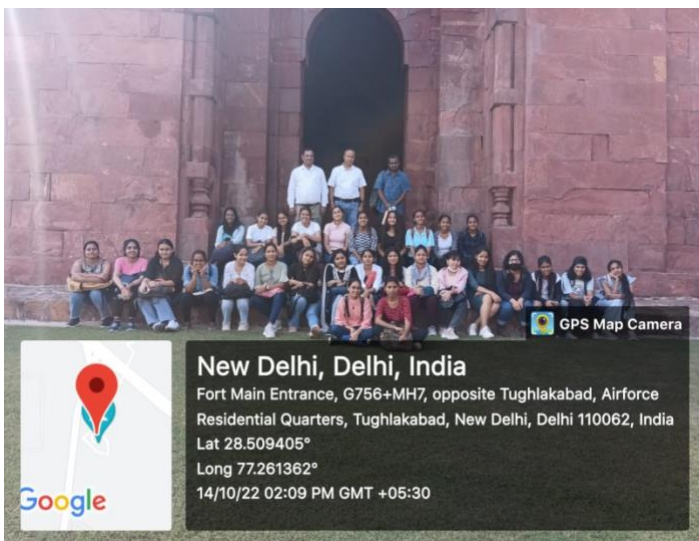 GPS Map Camera
New Delhi, Delhi, India
Fort Main Entrance, G756+MH7, opposite Tughlakabad, Airforce
Residential Quarters, Tughlakabad, New Delhi, Delhi 110062, India
Lat 28.509405°
Long 77.261362°
14/10/22 02:09 PM GMT +05:30
Google